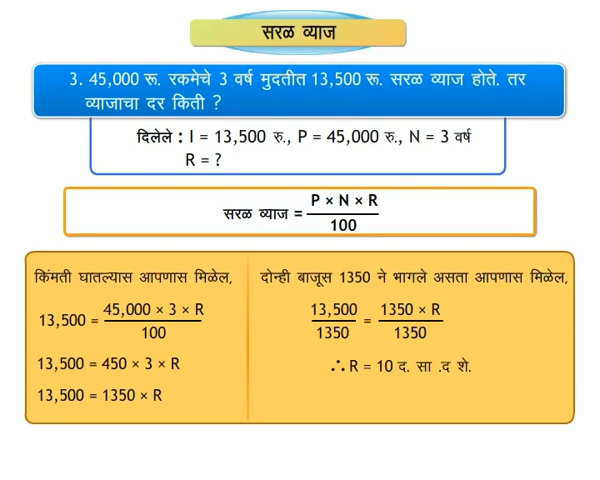 सरळ व्याज
3. 45,000 रू. रकमेचे 3 वर्ष मुदतीत 13,500 रू. सरळ व्याज होते. तर
व्याजाचा दर किती ?
दिलेले : I = 13,500 रु., P = 45,000 रु., N = 3 वर्ष
R = ?
सरळ व्याज = P × N × R
100
किंमती घातल्यास आपणास मिळेल,
13,500 = 45,000 × 3 × R
100
13,500 = 450 × 3 × R
13,500 = 1350 × R
दोन्ही बाजूस 1350 ने भागले असता आपणास मिळेल,
13,500 = 1350 × R
1350 1350
∴ R = 10 द. सा .द शे.